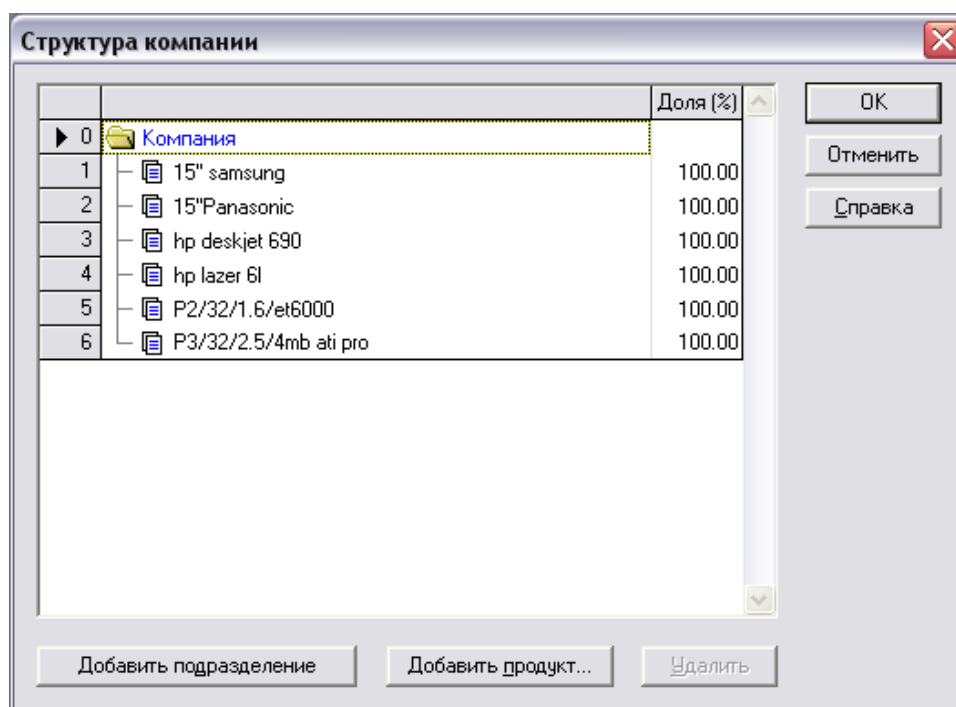 Структура компании
Доля (%)
0 Компания
1 15" samsung 100.00
2 15"Panasonic 100.00
3 hp deskjet 690 100.00
4 hp lazer 6l 100.00
5 P2/32/1.6/et6000 100.00
6 P3/32/2.5/4mb ati pro 100.00
OK
Отменить
Справка
Добавить подразделение
Добавить продукт...
Удалить